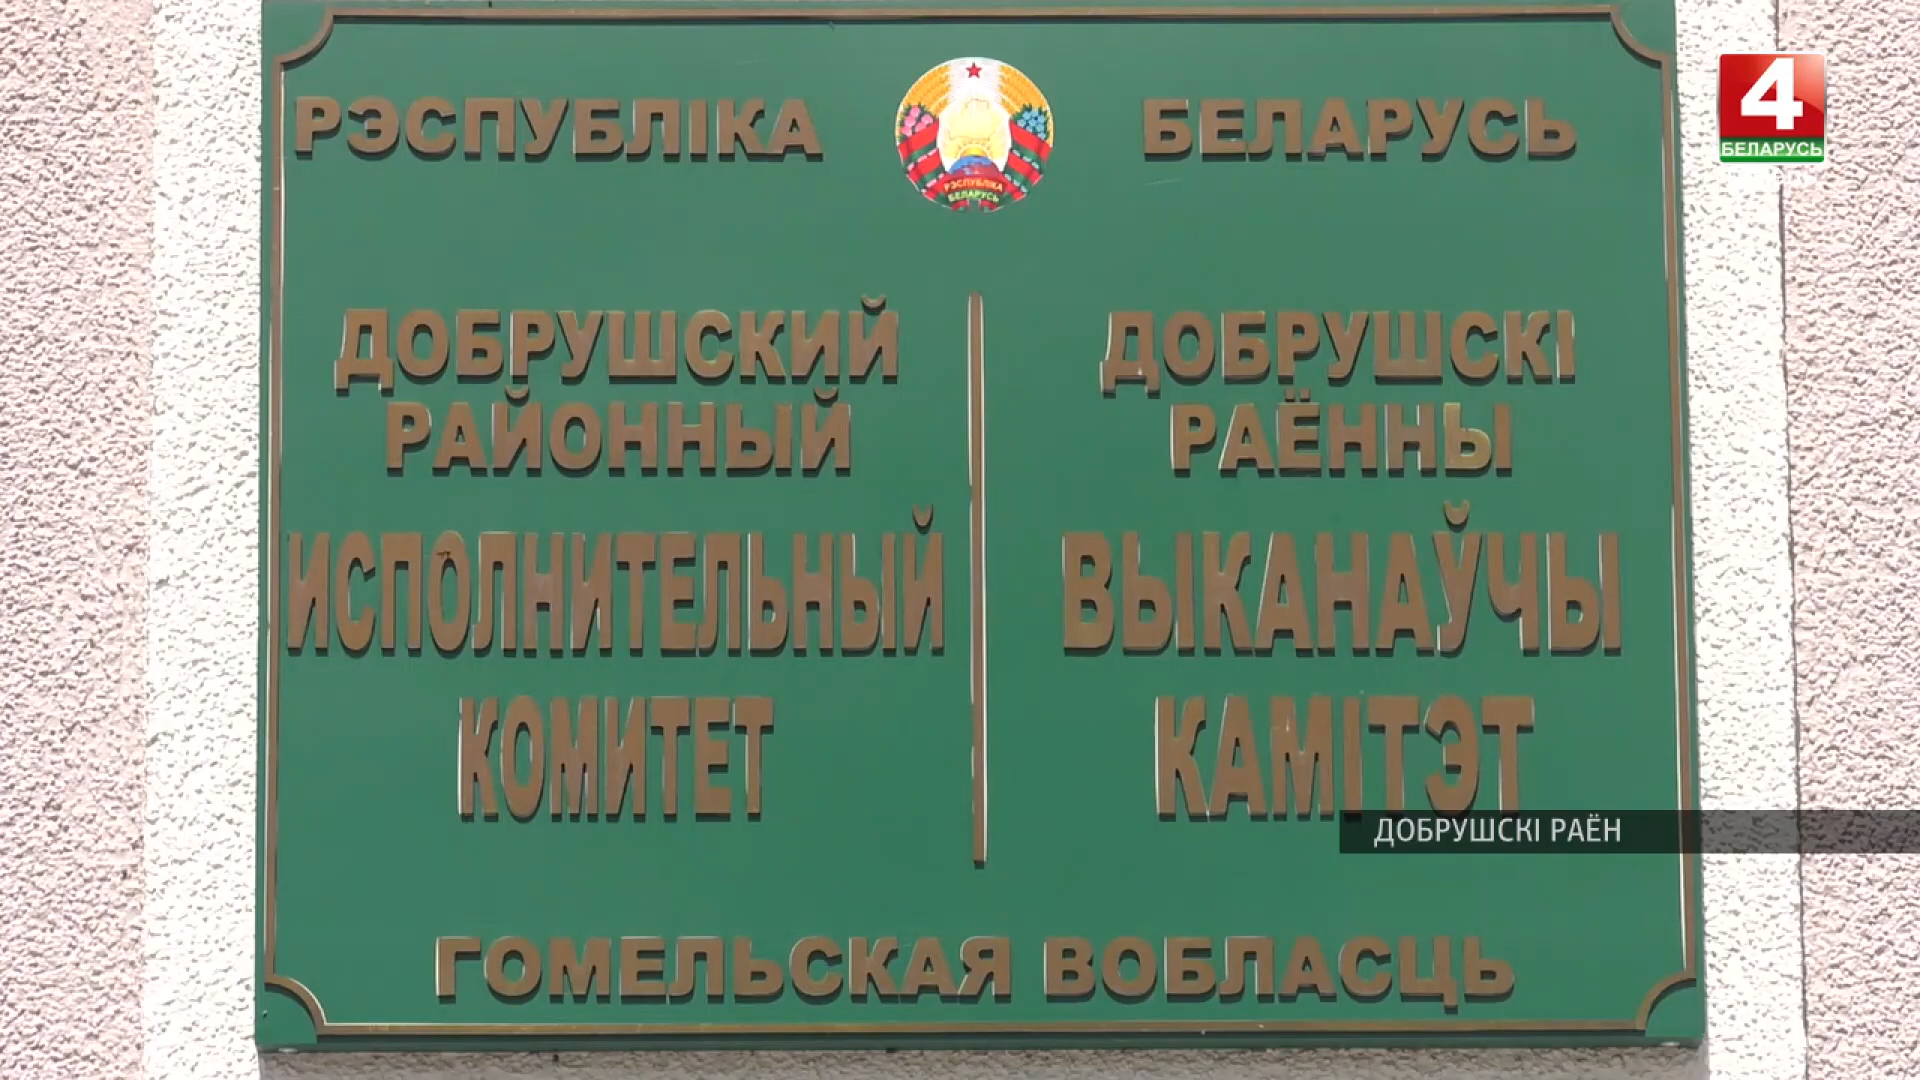 РЭСПУБЛІКА БЕЛАРУСЬ
РЭСПУБЛІКА
БЕЛАРУСЬ
4
БЕЛАРУСЬ
ДОБРУШСКИЙ
РАЙОННЫЙ
ИСПОЛНИТЕЛЬНЫЙ
КОМИТЕТ
ДОБРУШСКІ
РАЁННЫ
ВЫКАНАЎЧЫ
КАМІТЭТ
ДОБРУШСКІ РАЁН
ГОМЕЛЬСКАЯ ВОБЛАСЦЬ